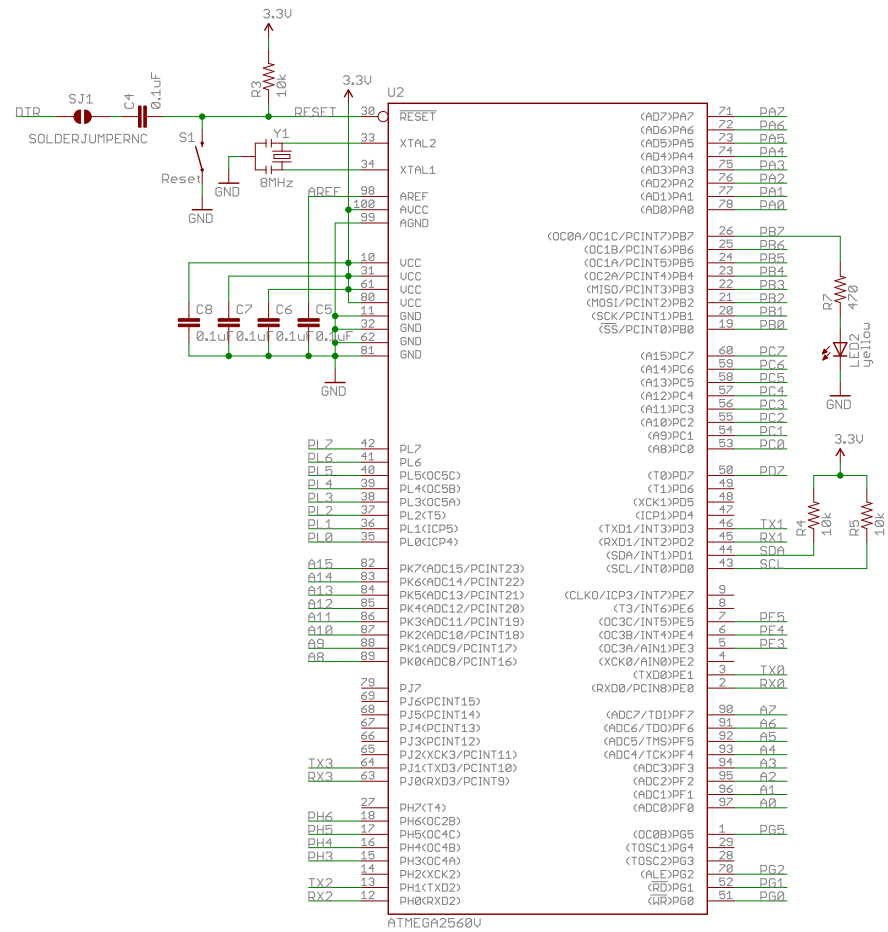 3.3V
R3
10k
3.3V
SJ1
C4
0.1uF
DTR
SOLDERJUMPERNC
RESET
S1
Reset
GND
Y1
8MHz
GND
AREF
U2
30 RESET
33 XTAL2
34 XTAL1
98 AREF
100 AVCC
99 AGND
10 VCC
31 VCC
61 VCC
80 VCC
11 GND
32 GND
62 GND
81 GND
C8 C7 C6 C5
0.1uF 0.1uF 0.1uF 0.1uF
GND
PL7 42 PL7
PL6 41 PL6
PL5 40 PL5(OC5C)
PL4 39 PL4(OC5B)
PL3 38 PL3(OC5A)
PL2 37 PL2(T5)
PL1 36 PL1(ICP5)
PL0 35 PL0(ICP4)
A15 82 PK7(ADC15/PCINT23)
A14 83 PK6(ADC14/PCINT22)
A13 84 PK5(ADC13/PCINT21)
A12 85 PK4(ADC12/PCINT20)
A11 86 PK3(ADC11/PCINT19)
A10 87 PK2(ADC10/PCINT18)
A9 88 PK1(ADC9/PCINT17)
A8 89 PK0(ADC8/PCINT16)
79 PJ7
69 PJ6(PCINT15)
68 PJ5(PCINT14)
67 PJ4(PCINT13)
66 PJ3(PCINT12)
65 PJ2(XCK3/PCINT11)
TX3 64 PJ1(TXD3/PCINT10)
RX3 63 PJ0(RXD3/PCINT9)
27 PH7(T4)
PH6 18 PH6(OC2B)
PH5 17 PH5(OC4C)
PH4 16 PH4(OC4B)
PH3 15 PH3(OC4A)
14 PH2(XCK2)
TX2 13 PH1(TXD2)
RX2 12 PH0(RXD2)
ATMEGA2560V
(AD7)PA7 71 PA7
(AD6)PA6 72 PA6
(AD5)PA5 73 PA5
(AD4)PA4 74 PA4
(AD3)PA3 75 PA3
(AD2)PA2 76 PA2
(AD1)PA1 77 PA1
(AD0)PA0 78 PA0
(OC0A/OC1C/PCINT7)PB7 26 PB7
(OC1B/PCINT6)PB6 25 PB6
(OC1A/PCINT5)PB5 24 PB5
(OC2A/PCINT4)PB4 23 PB4
(MISO/PCINT3)PB3 22 PB3
(MOSI/PCINT2)PB2 21 PB2
(SCK/PCINT1)PB1 20 PB1
(SS/PCINT0)PB0 19 PB0
R7
470
LED2
yellow
GND
(A15)PC7 60 PC7
(A14)PC6 59 PC6
(A13)PC5 58 PC5
(A12)PC4 57 PC4
(A11)PC3 56 PC3
(A10)PC2 55 PC2
(A9)PC1 54 PC1
(A8)PC0 53 PC0
3.3V
R4
10k
R5
10k
(T0)PD7 50 PD7
(T1)PD6 49
(XCK1)PD5 48
(ICP1)PD4 47
(TXD1/INT3)PD3 46 TX1
(RXD1/INT2)PD2 45 RX1
(SDA/INT1)PD1 44 SDA
(SCL/INT0)PD0 43 SCL
(CLKO/ICP3/INT7)PE7 9
(T3/INT6)PE6 8
(OC3C/INT5)PE5 7 PE5
(OC3B/INT4)PE4 6 PE4
(OC3A/AIN1)PE3 5 PE3
(XCK0/AIN0)PE2 4
(TXD0)PE1 3 TX0
(RXD0/PCIN8)PE0 2 RX0
(ADC7/TDI)PF7 90 A7
(ADC6/TDO)PF6 91 A6
(ADC5/TMS)PF5 92 A5
(ADC4/TCK)PF4 93 A4
(ADC3)PF3 94 A3
(ADC2)PF2 95 A2
(ADC1)PF1 96 A1
(ADC0)PF0 97 A0
(OC0B)PG5 1 PG5
(TOSC1)PG4 29
(TOSC2)PG3 28
(ALE)PG2 70 PG2
(RD)PG1 52 PG1
(WR)PG0 51 PG0